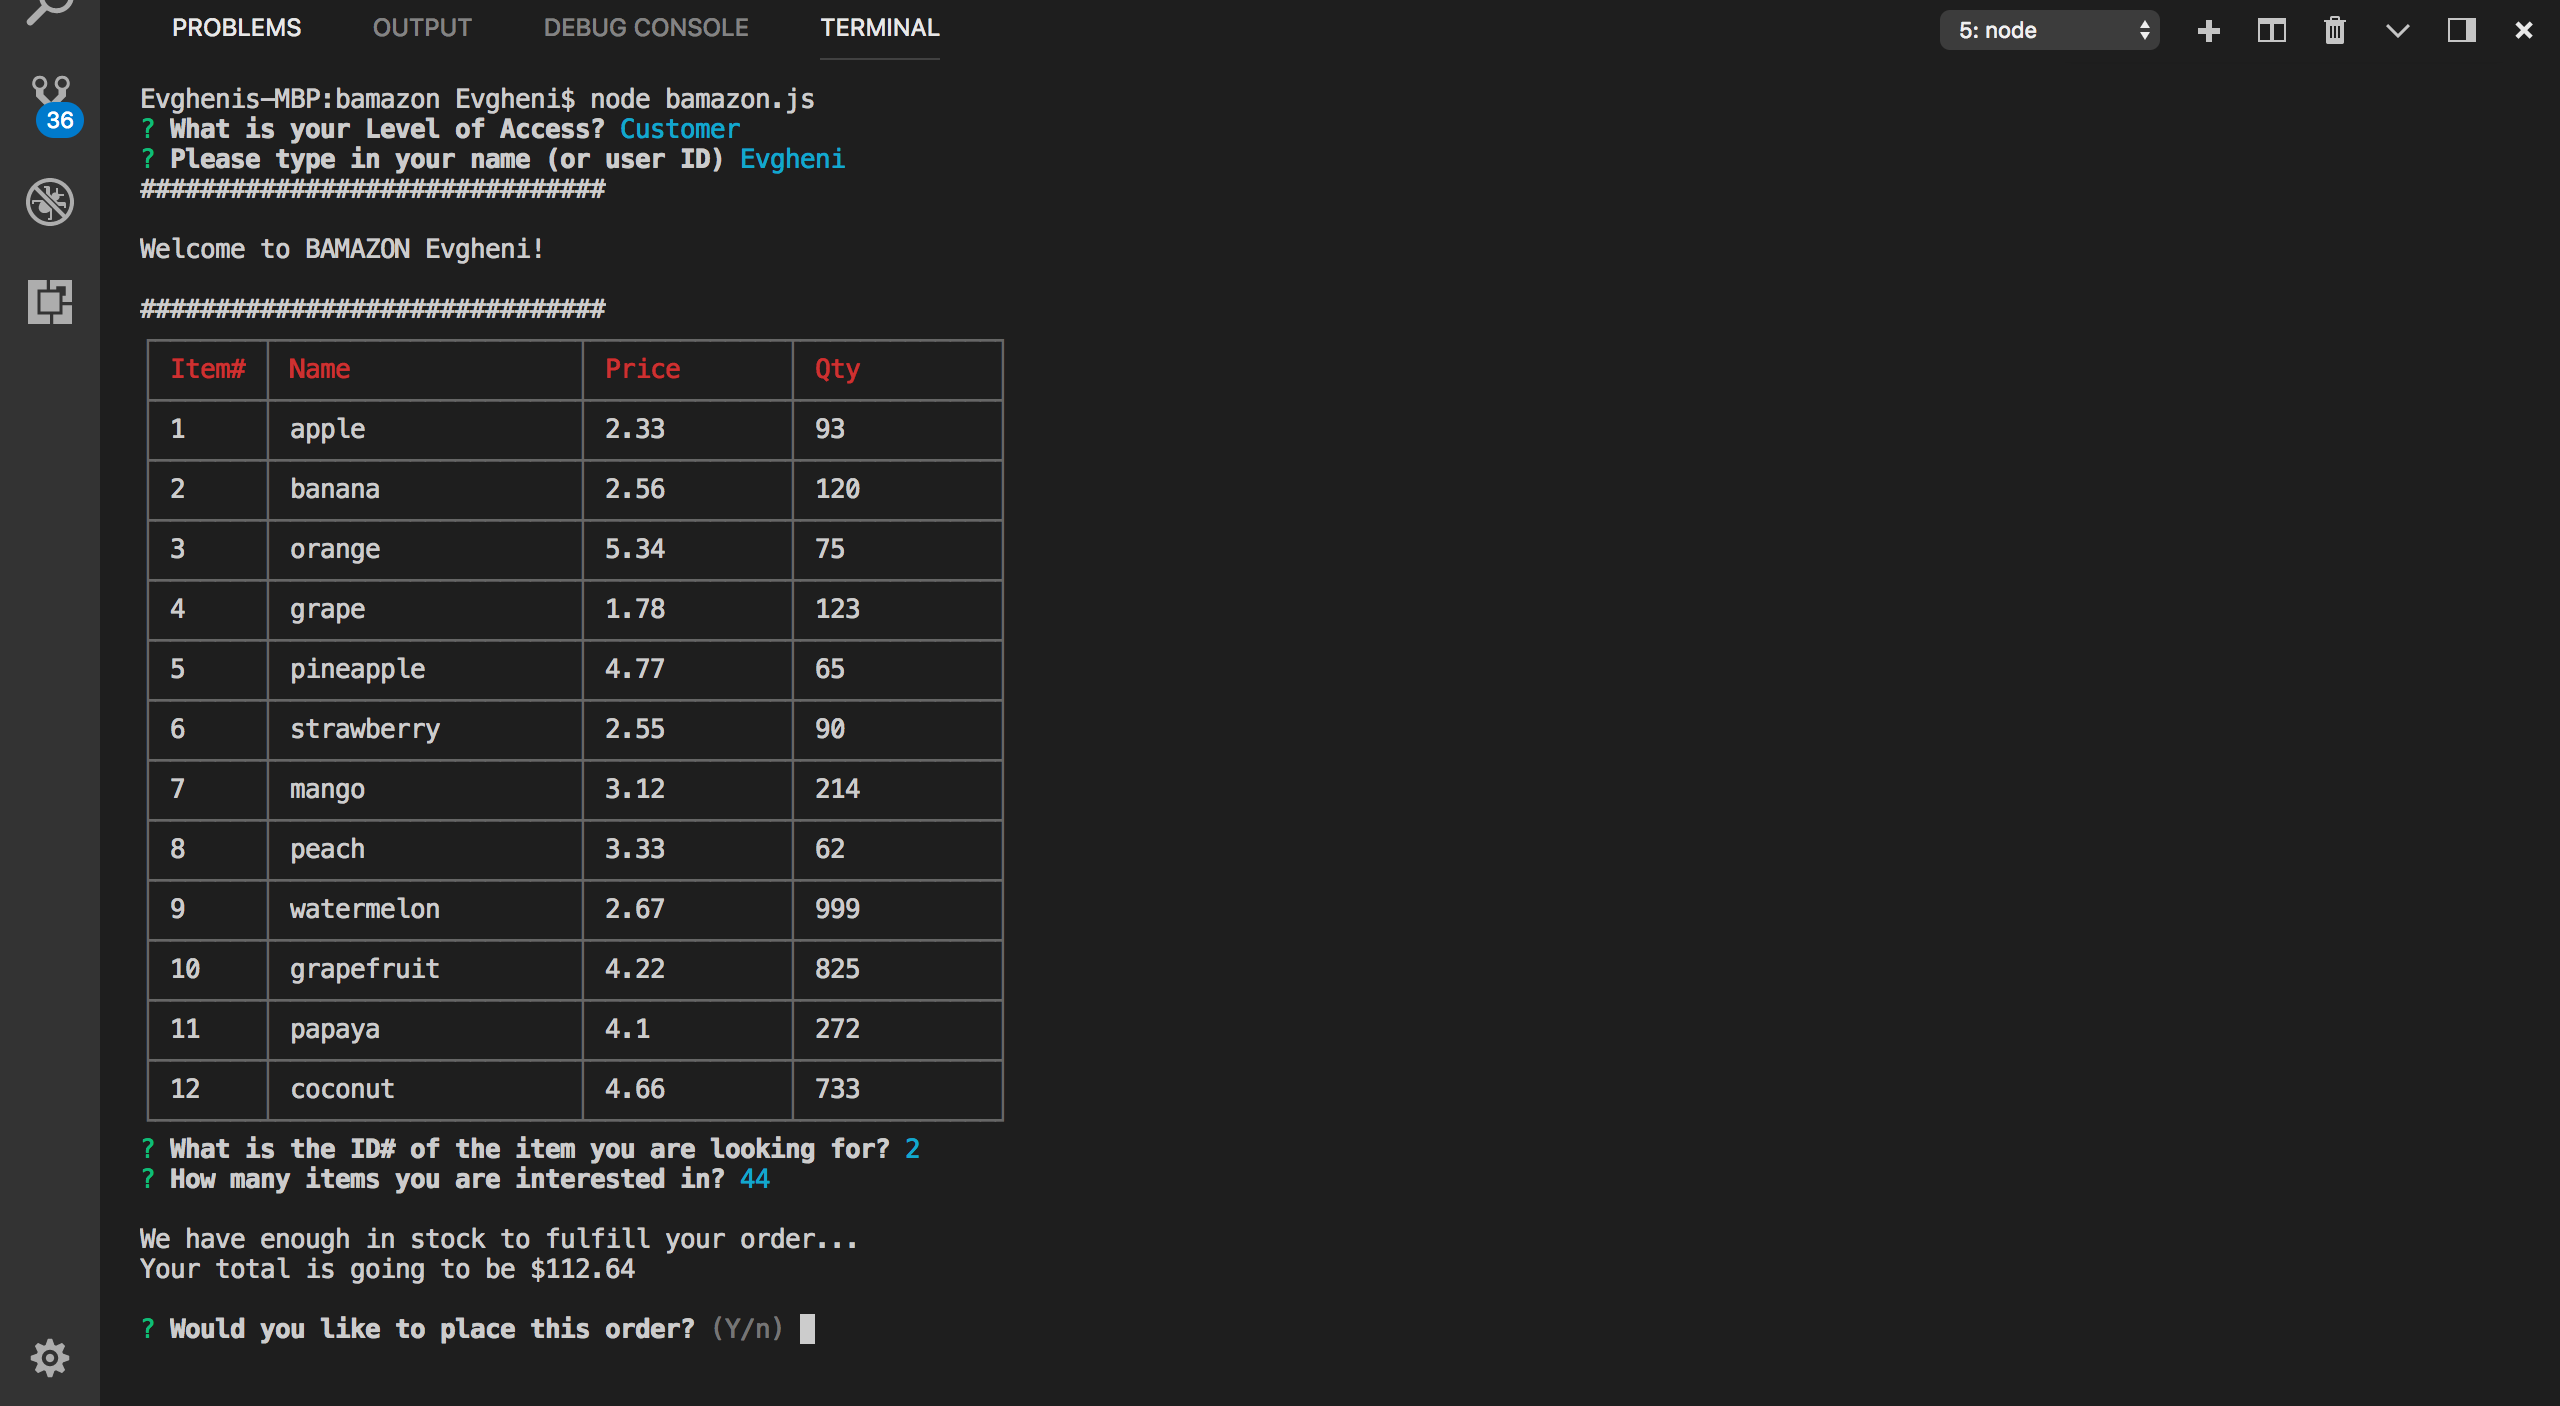 PROBLEMS OUTPUT DEBUG CONSOLE TERMINAL 5: node
36
Evghenis-MBP:bamazon Evgheni$ node bamazon.js
? What is your Level of Access? Customer
? Please type in your name (or user ID) Evgheni
###############################
Welcome to BAMAZON Evgheni!
###############################
Item# Name Price Qty
1 apple 2.33 93
2 banana 2.56 120
3 orange 5.34 75
4 grape 1.78 123
5 pineapple 4.77 65
6 strawberry 2.55 90
7 mango 3.12 214
8 peach 3.33 62
9 watermelon 2.67 999
10 grapefruit 4.22 825
11 papaya 4.1 272
12 coconut 4.66 733
? What is the ID# of the item you are looking for? 2
? How many items you are interested in? 44
We have enough in stock to fulfill your order...
Your total is going to be $112.64
? Would you like to place this order? (Y/n)